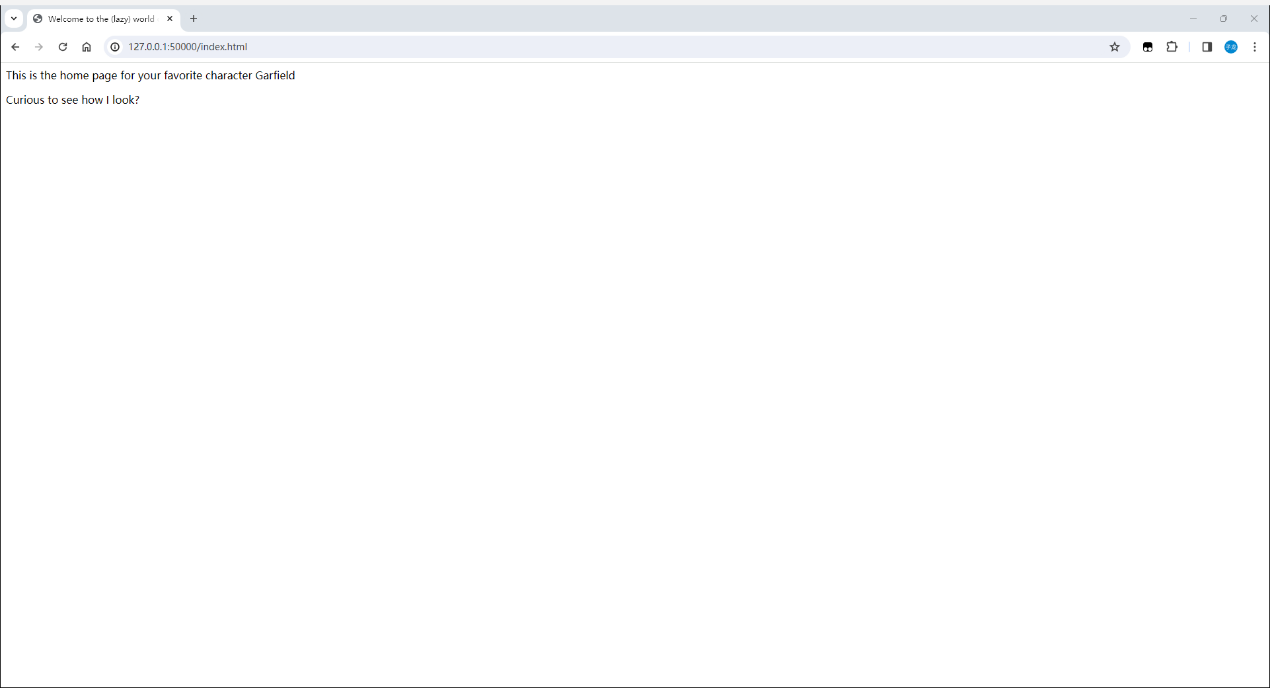 Welcome to the (lazy) world
127.0.0.1:50000/index.html
This is the home page for your favorite character Garfield
Curious to see how I look?